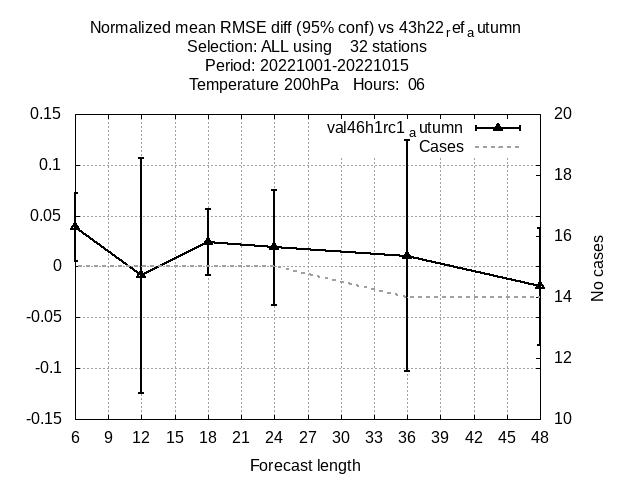 Normalized mean RMSE diff (95% conf) vs 43h22refautumn
Selection: ALL using 32 stations
Period: 20221001-20221015
Temperature 200hPa Hours: 06
0.15 20
val46h1rc1autumn
Cases
0.1 18
0.05 16
0
-0.05 14
-0.1 12
-0.15 10
No cases
6 9 12 15 18 21 24 27 30 33 36 39 42 45 48
Forecast length